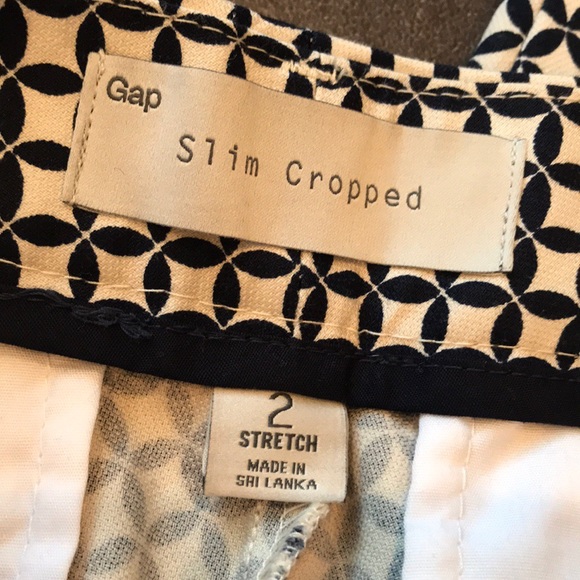 Gap
Slim Cropped
2
STRETCH
MADE IN
SRI LANKA